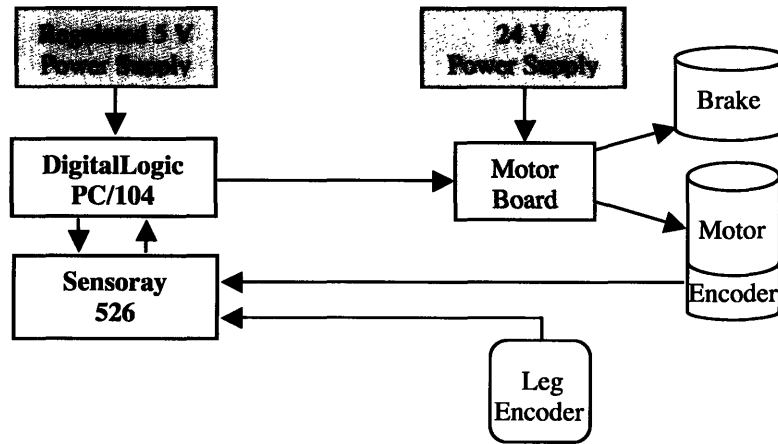 Regulated 5 V
Power Supply
24 V
Power Supply
Brake
DigitalLogic
PC/104
Motor
Board
Motor
Encoder
Sensoray
526
Leg
Encoder